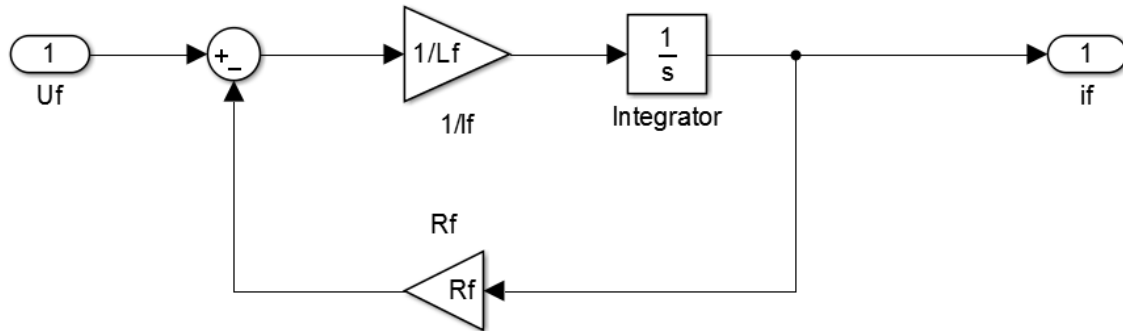 1
Uf
+
−
1/Lf
1/lf
1
s
Integrator
1
if
Rf
Rf